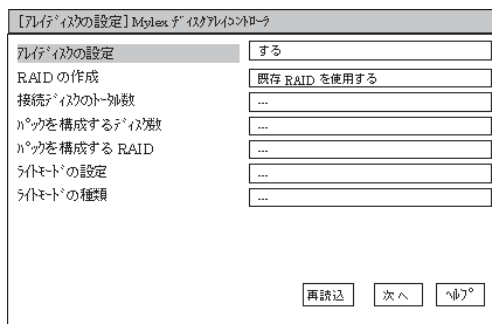 [ｱﾚｲﾃﾞｨｽｸの設定] Mylex ﾃﾞｨｽｸｱﾚｲｺﾝﾄﾛｰﾗ
ｱﾚｲﾃﾞｨｽｸの設定 する
RAID の作成 既存 RAID を使用する
接続ﾃﾞｨｽｸのﾄｰﾀﾙ数 ...
ﾊﾟｯｸを構成するﾃﾞｨｽｸ数 ...
ﾊﾟｯｸを構成する RAID ...
ﾗｲﾄﾓｰﾄﾞの設定 ...
ﾗｲﾄﾓｰﾄﾞの種類 ...
再読込 次へ ﾍﾙﾌﾟ